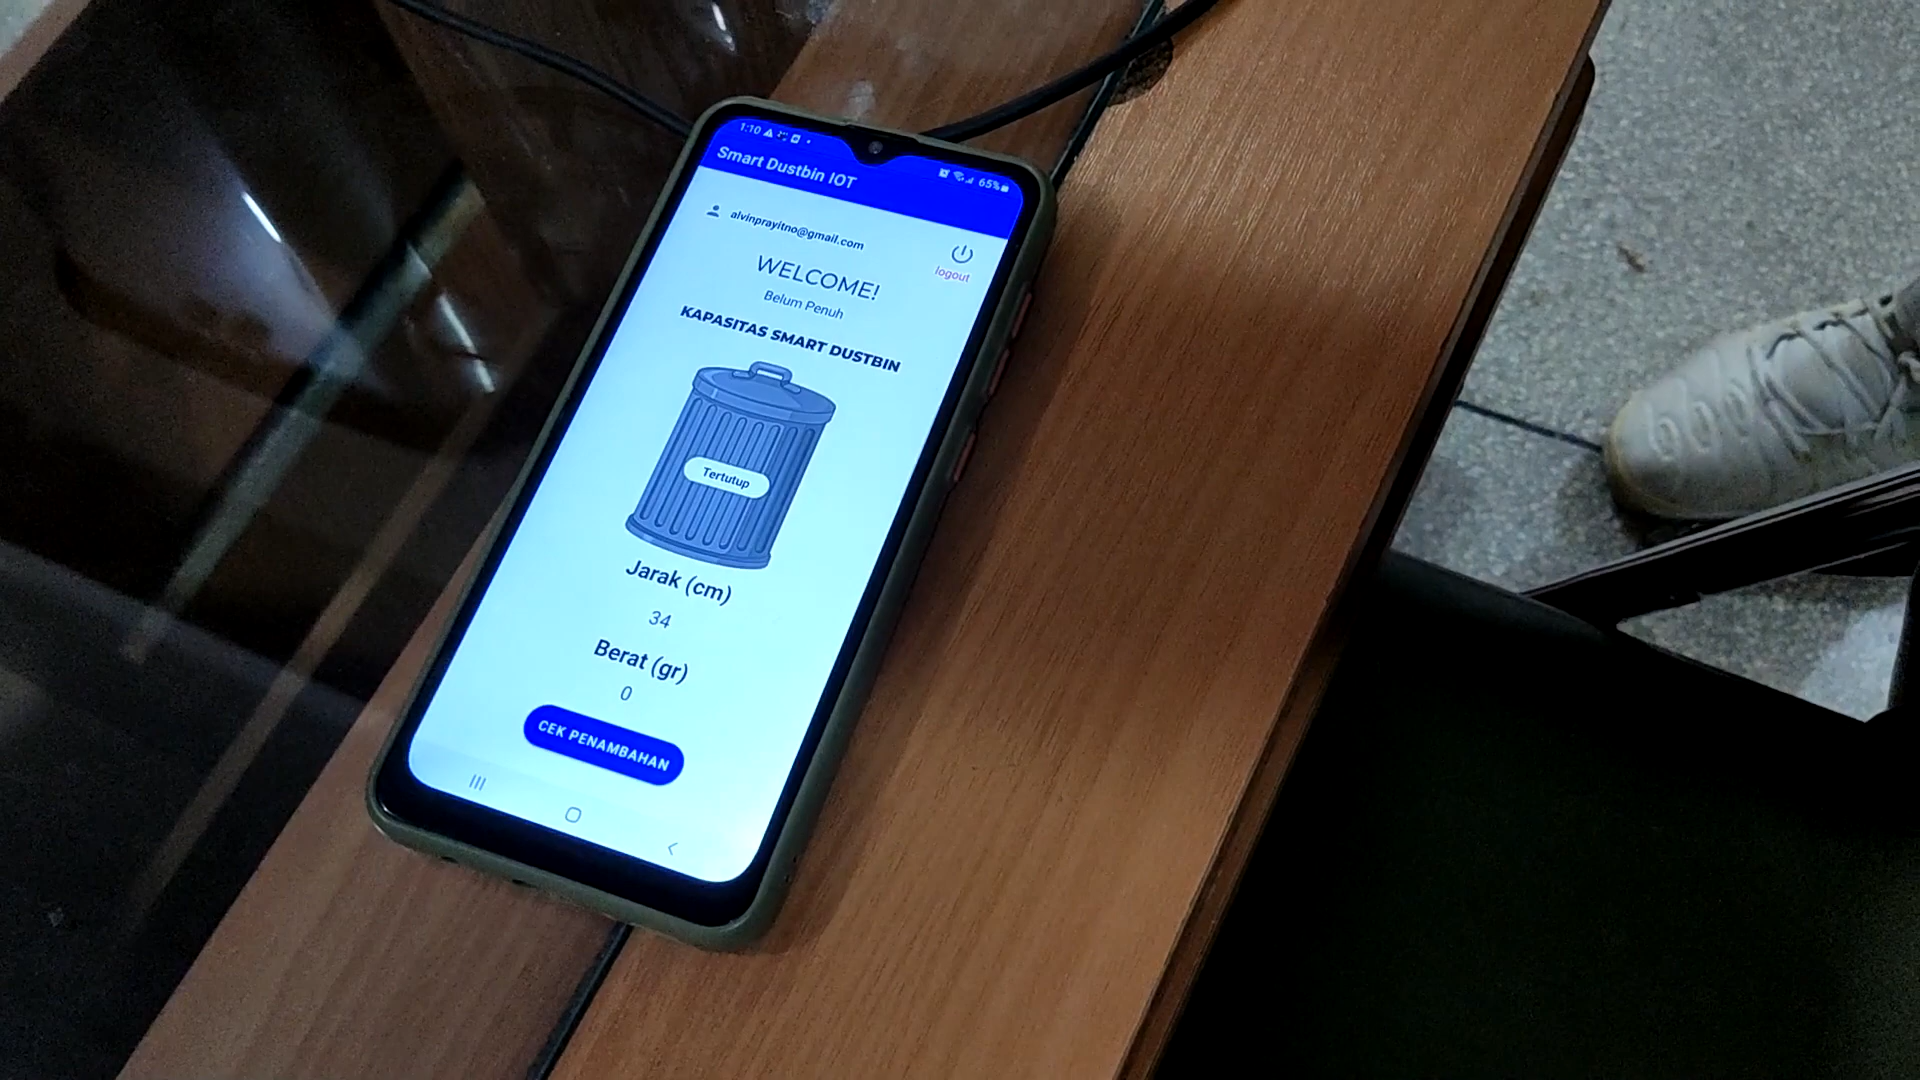 1:10
65%
Smart Dustbin IOT
alvinprayitno@gmail.com
logout
WELCOME!
Belum Penuh
KAPASITAS SMART DUSTBIN
Tertutup
Jarak (cm)
34
Berat (gr)
0
CEK PENAMBAHAN